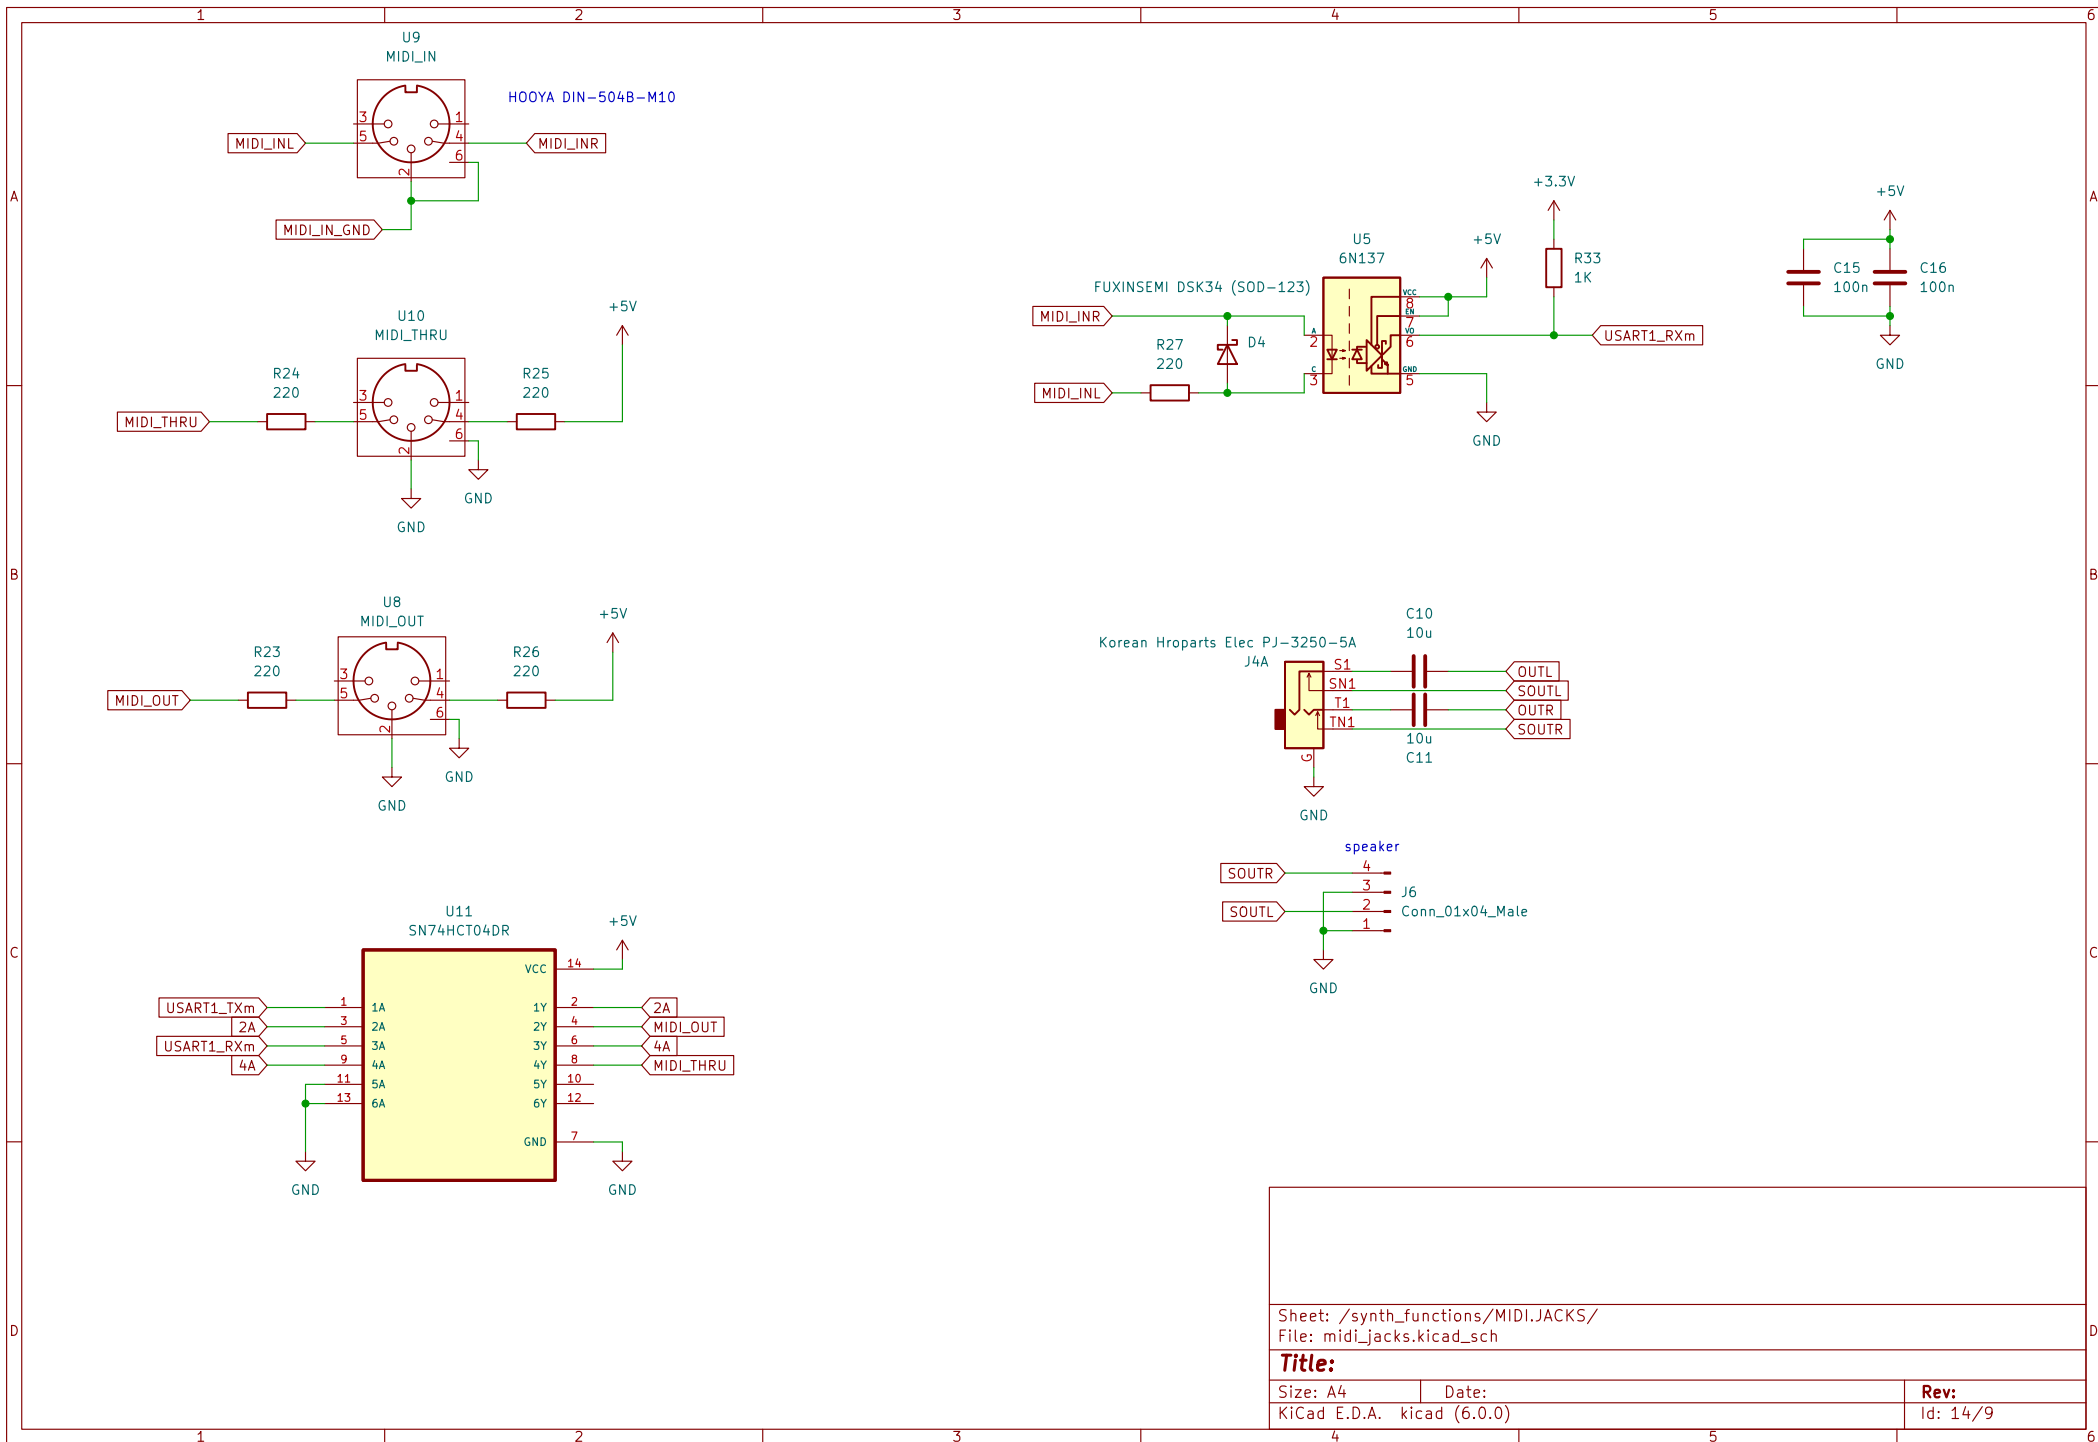 1 2 3 4 5 6
U9
MIDI_IN
HOOYA DIN-504B-M10
3 1
MIDI_INL 5 4 MIDI_INR
6
2
MIDI_IN_GND
U10
MIDI_THRU
+5V
R24
220
R25
220
3 1
MIDI_THRU 5 4
6
2
GND
GND
U8
MIDI_OUT
+5V
R23
220
R26
220
3 1
MIDI_OUT 5 4
6
2
GND
GND
U11
SN74HCT04DR
+5V
VCC 14
USART1_TXm 1 1A 1Y 2 2A
2A 3 2A 2Y 4 MIDI_OUT
USART1_RXm 5 3A 3Y 6 4A
4A 9 4A 4Y 8 MIDI_THRU
11 5A 5Y 10
13 6A 6Y 12
GND 7
GND
GND
+3.3V
+5V
U5
6N137
+5V
R33
1K
C15
100n
C16
100n
GND
FUXINSEMI DSK34 (SOD-123)
MIDI_INR
VCC
8
EN
7
A
2
VO
6
USART1_RXm
R27
220
D4
MIDI_INL
C
3
GND
5
GND
C10
10u
Korean Hroparts Elec PJ-3250-5A
J4A
S1 OUTL
SN1 SOUTL
T1 OUTR
TN1 SOUTR
10u
C11
G
GND
speaker
SOUTR 4
3
J6
SOUTL 2
Conn_01x04_Male
1
GND
A A
B B
C C
D D
Sheet: /synth_functions/MIDI.JACKS/
File: midi_jacks.kicad_sch
Title:
Size: A4 Date: Rev:
KiCad E.D.A. kicad (6.0.0) Id: 14/9
1 2 3 4 5 6